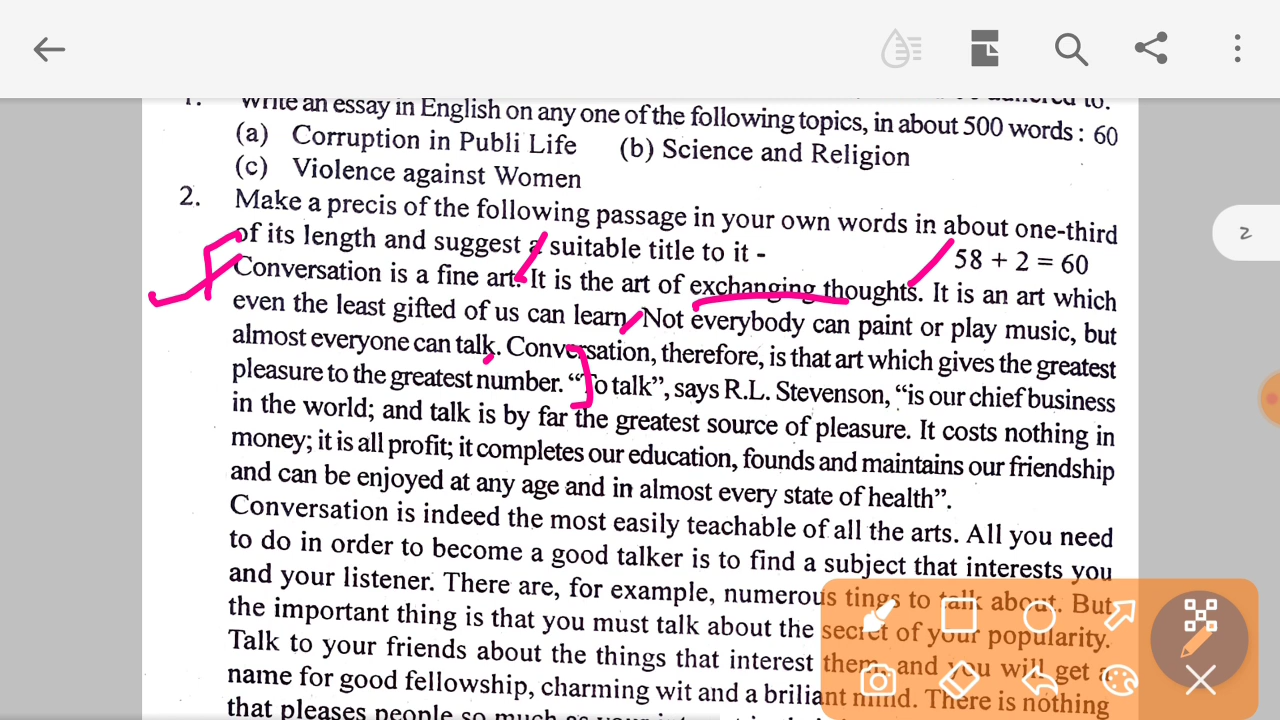 1. Write an essay in English on any one of the following topics, in about 500 words : 60
(a) Corruption in Publi Life (b) Science and Religion
(c) Violence against Women
2. Make a precis of the following passage in your own words in about one-third
of its length and suggest a suitable title to it - 58 + 2 = 60
Conversation is a fine art. It is the art of exchanging thoughts. It is an art which
even the least gifted of us can learn. Not everybody can paint or play music, but
almost everyone can talk. Conversation, therefore, is that art which gives the greatest
pleasure to the greatest number. “To talk”, says R.L. Stevenson, “is our chief business
in the world; and talk is by far the greatest source of pleasure. It costs nothing in
money; it is all profit; it completes our education, founds and maintains our friendship
and can be enjoyed at any age and in almost every state of health”.
Conversation is indeed the most easily teachable of all the arts. All you need
to do in order to become a good talker is to find a subject that interests you
and your listener. There are, for example, numerous tings to talk about. But
the important thing is that you must talk about the secret of your popularity.
Talk to your friends about the things that interest them, and you will get a
name for good fellowship, charming wit and a briliant mind. There is nothing
that pleases people so much as your
2